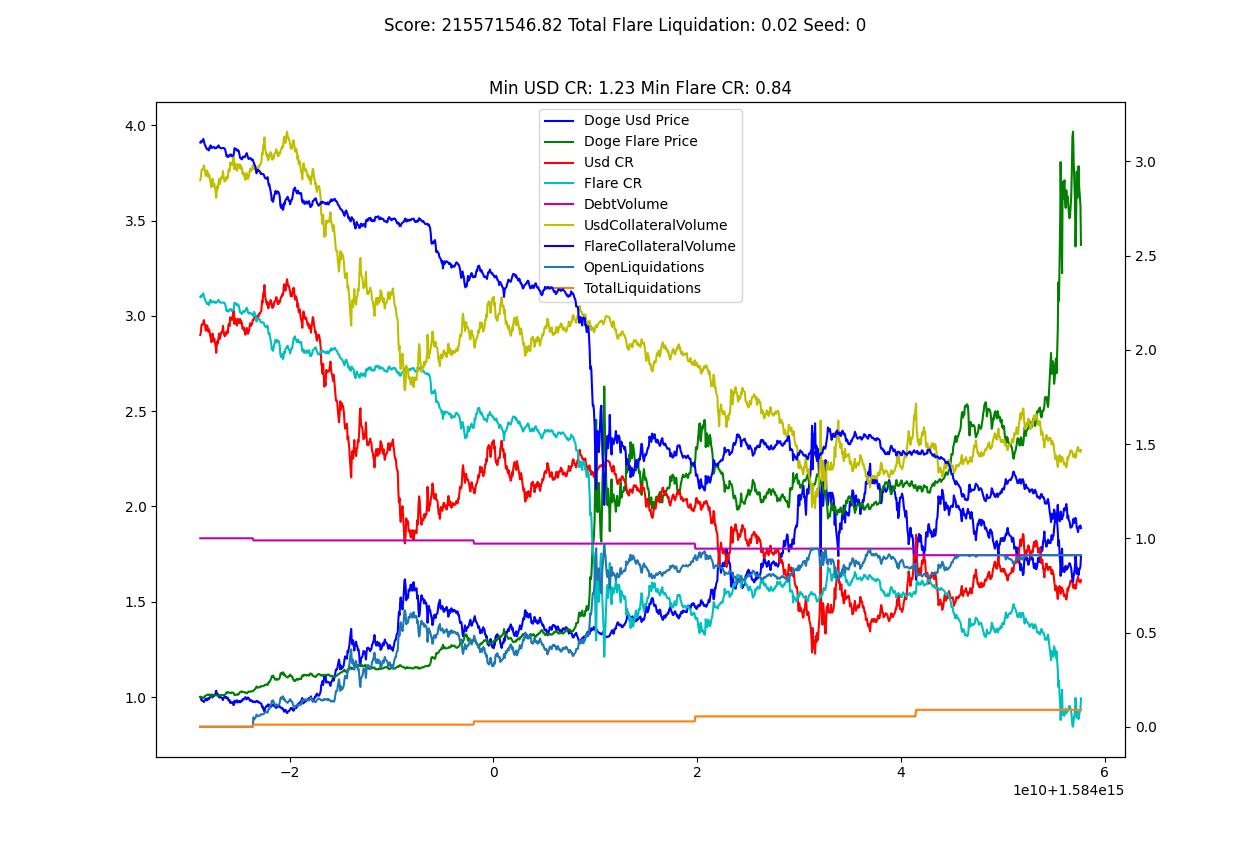 Score: 215571546.82 Total Flare Liquidation: 0.02 Seed: 0
Min USD CR: 1.23 Min Flare CR: 0.84
Doge Usd Price
Doge Flare Price
Usd CR
Flare CR
DebtVolume
UsdCollateralVolume
FlareCollateralVolume
OpenLiquidations
TotalLiquidations
4.0
3.5
3.0
2.5
2.0
1.5
1.0
3.0
2.5
2.0
1.5
1.0
0.5
0.0
−2
0
2
4
6
1e10+1.584e15